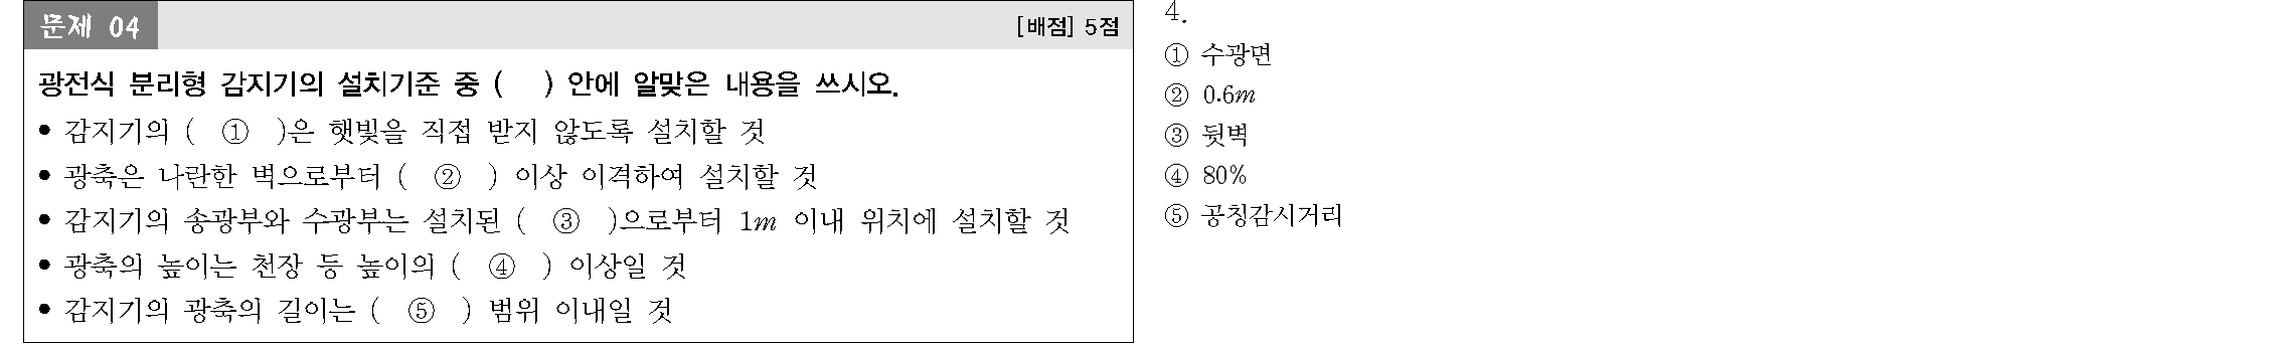 문제 04
[배점] 5점
광전식 분리형 감지기의 설치기준 중 (    ) 안에 알맞은 내용을 쓰시오.
• 감지기의 ( ① )은 햇빛을 직접 받지 않도록 설치할 것
• 광축은 나란한 벽으로부터 ( ② ) 이상 이격하여 설치할 것
• 감지기의 송광부와 수광부는 설치된 ( ③ )으로부터 1m 이내 위치에 설치할 것
• 광축의 높이는 천장 등 높이의 ( ④ ) 이상일 것
• 감지기의 광축의 길이는 ( ⑤ ) 범위 이내일 것
4.
① 수광면
② 0.6m
③ 뒷벽
④ 80%
⑤ 공칭감시거리